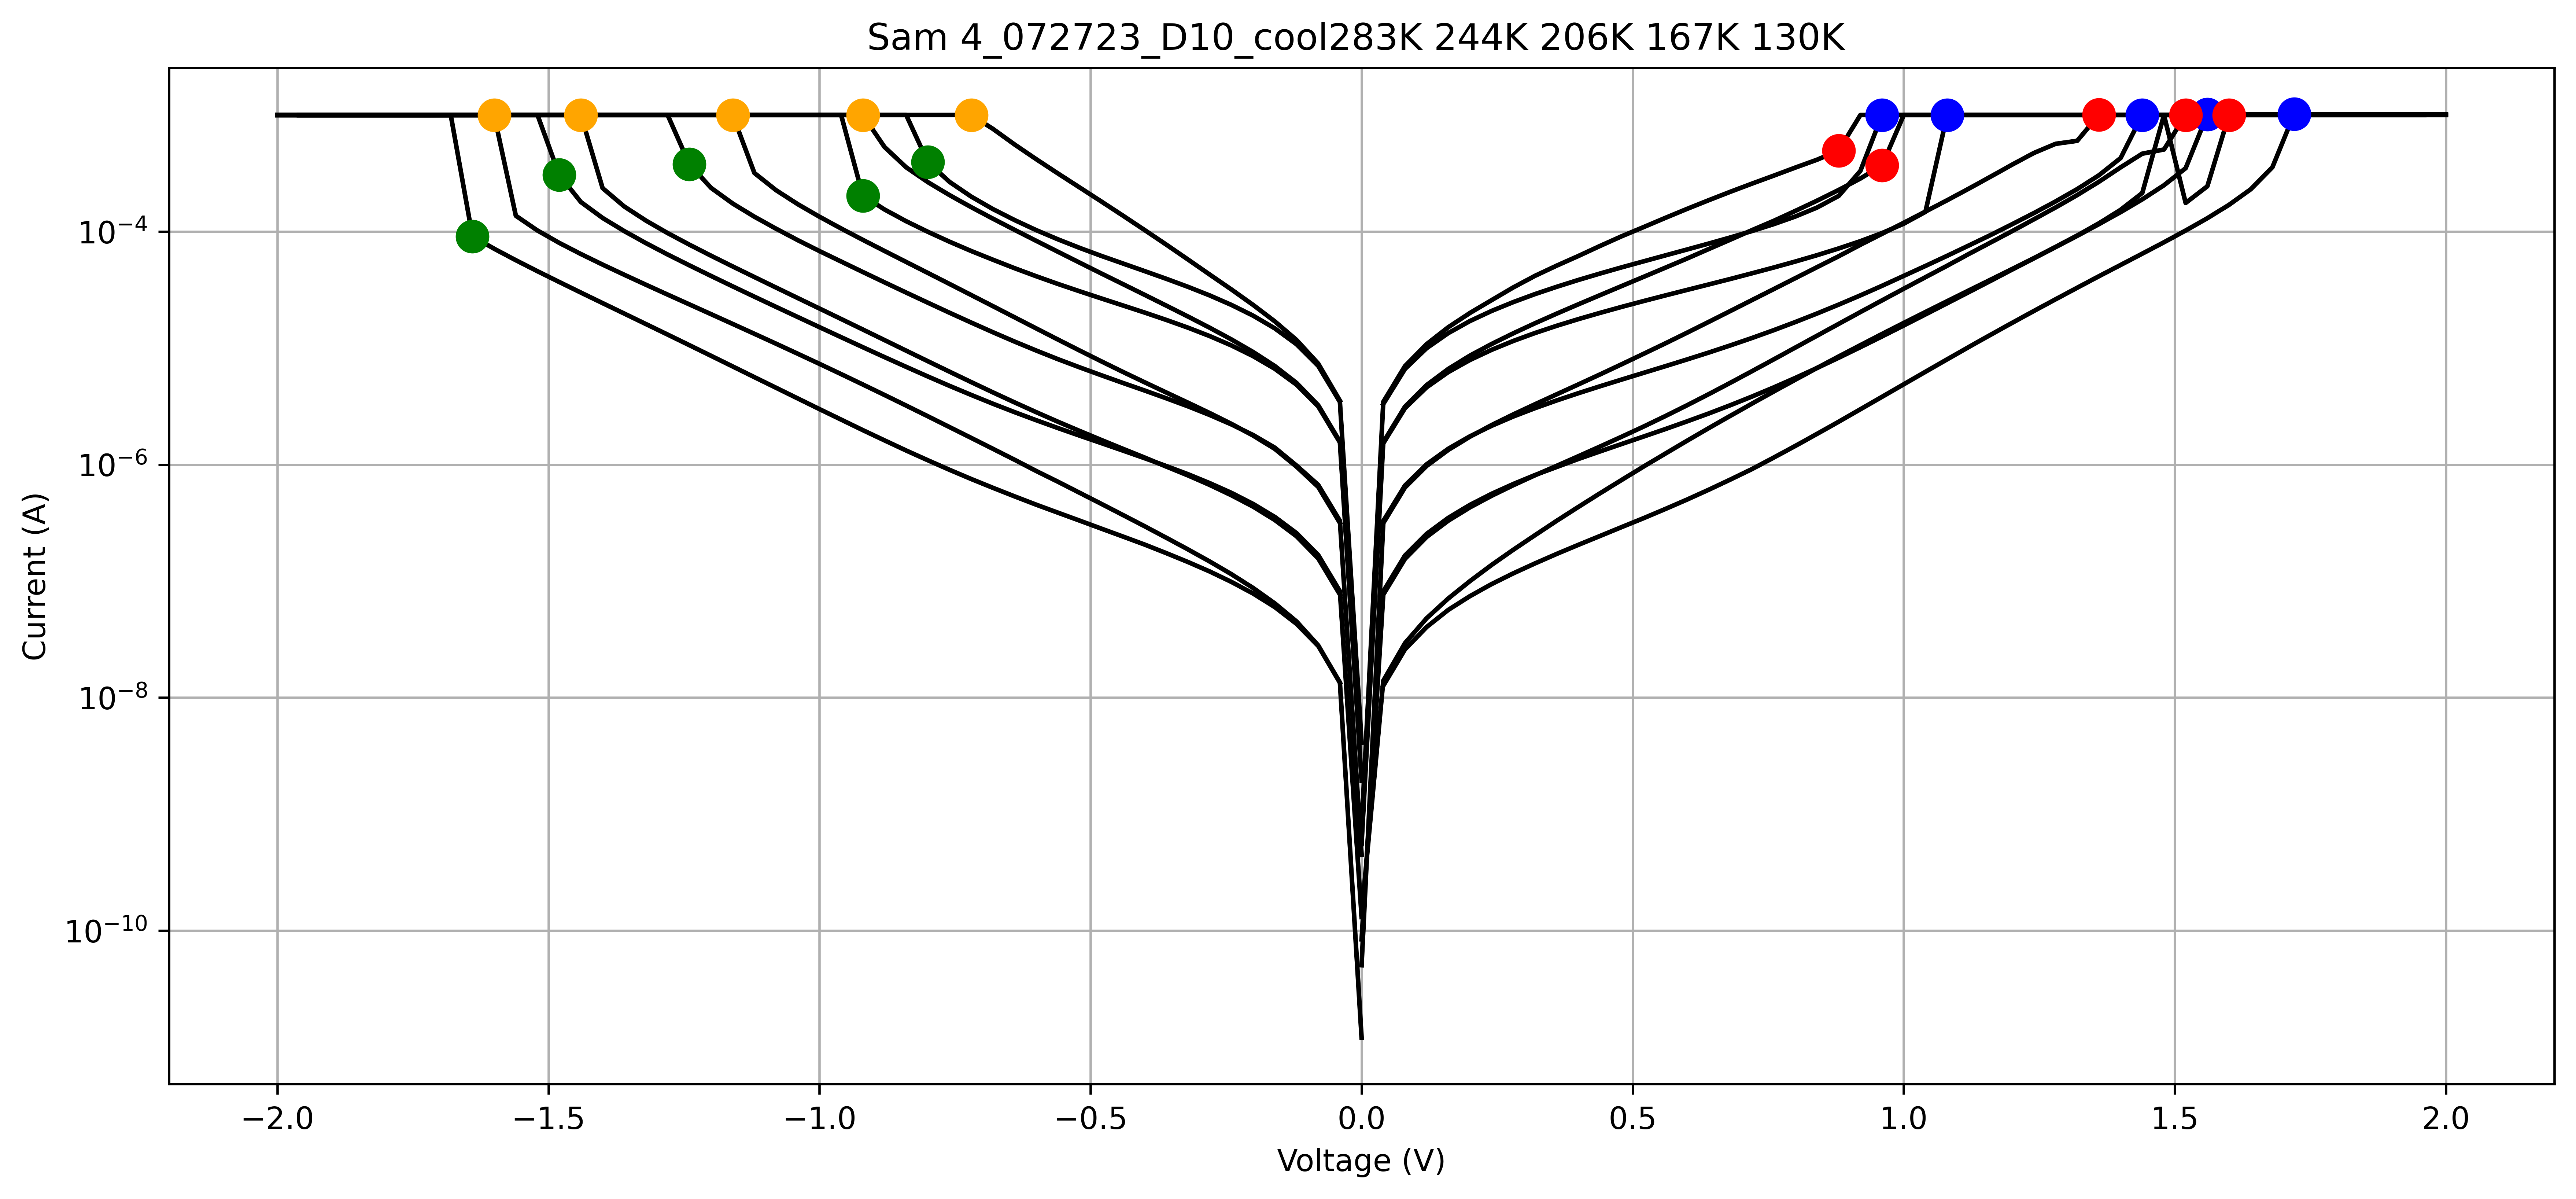 Sam 4_072723_D10_cool283K 244K 206K 167K 130K
Current (A)
10⁻⁴
10⁻⁶
10⁻⁸
10⁻¹⁰
−2.0 −1.5 −1.0 −0.5 0.0 0.5 1.0 1.5 2.0
Voltage (V)